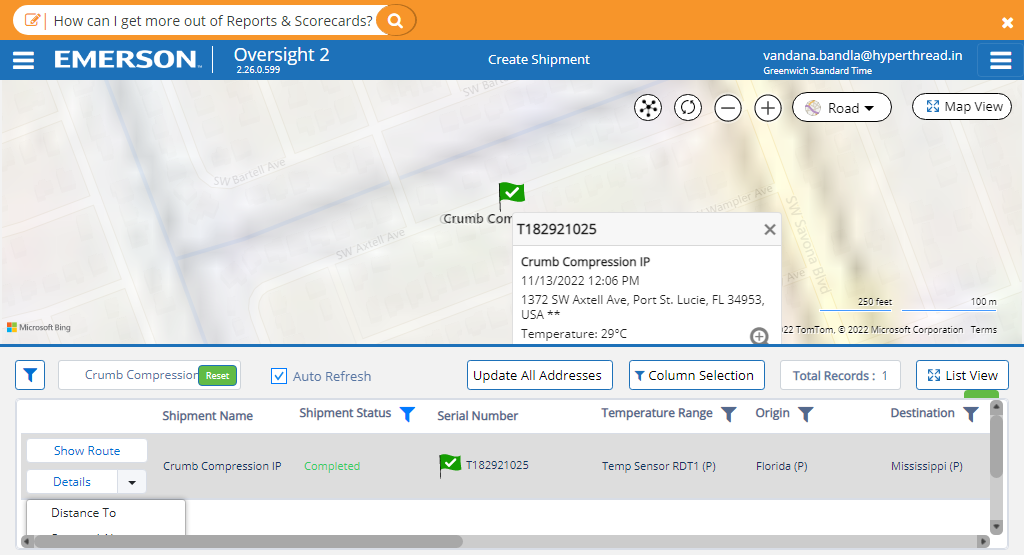 How can I get more out of Reports & Scorecards?
EMERSON
Oversight 2
2.26.0.599
Create Shipment
vandana.bandla@hyperthread.in
Greenwich Standard Time
SW Bar
Road
Map View
SW Bartell Ave
Wampler Ave
SW Savona Blvd
Crumb Com
SW Axtell Ave
Ave
T182921025
Crumb Compression IP
11/13/2022 12:06 PM
1372 SW Axtell Ave, Port St. Lucie, FL 34953,
USA **
Temperature: 29°C
250 feet
100 m
Microsoft Bing
22 TomTom, © 2022 Microsoft Corporation
Terms
Crumb Compression
Reset
Auto Refresh
Update All Addresses
Column Selection
Total Records : 1
List View
Shipment Name
Shipment Status
Serial Number
Temperature Range
Origin
Destination
Show Route
Details
Crumb Compression IP
Completed
T182921025
Temp Sensor RDT1 (P)
Florida (P)
Mississippi (P)
Distance To